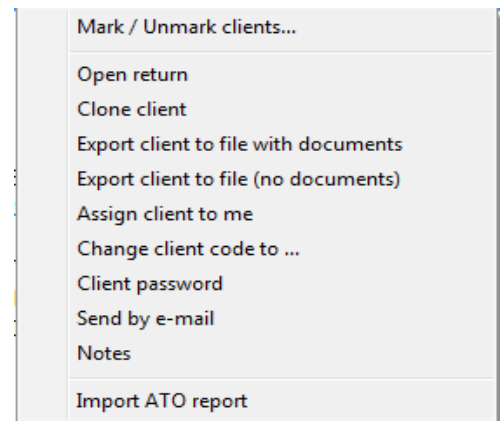 Mark / Unmark clients...
Open return
Clone client
Export client to file with documents
Export client to file (no documents)
Assign client to me
Change client code to ...
Client password
Send by e-mail
Notes
Import ATO report